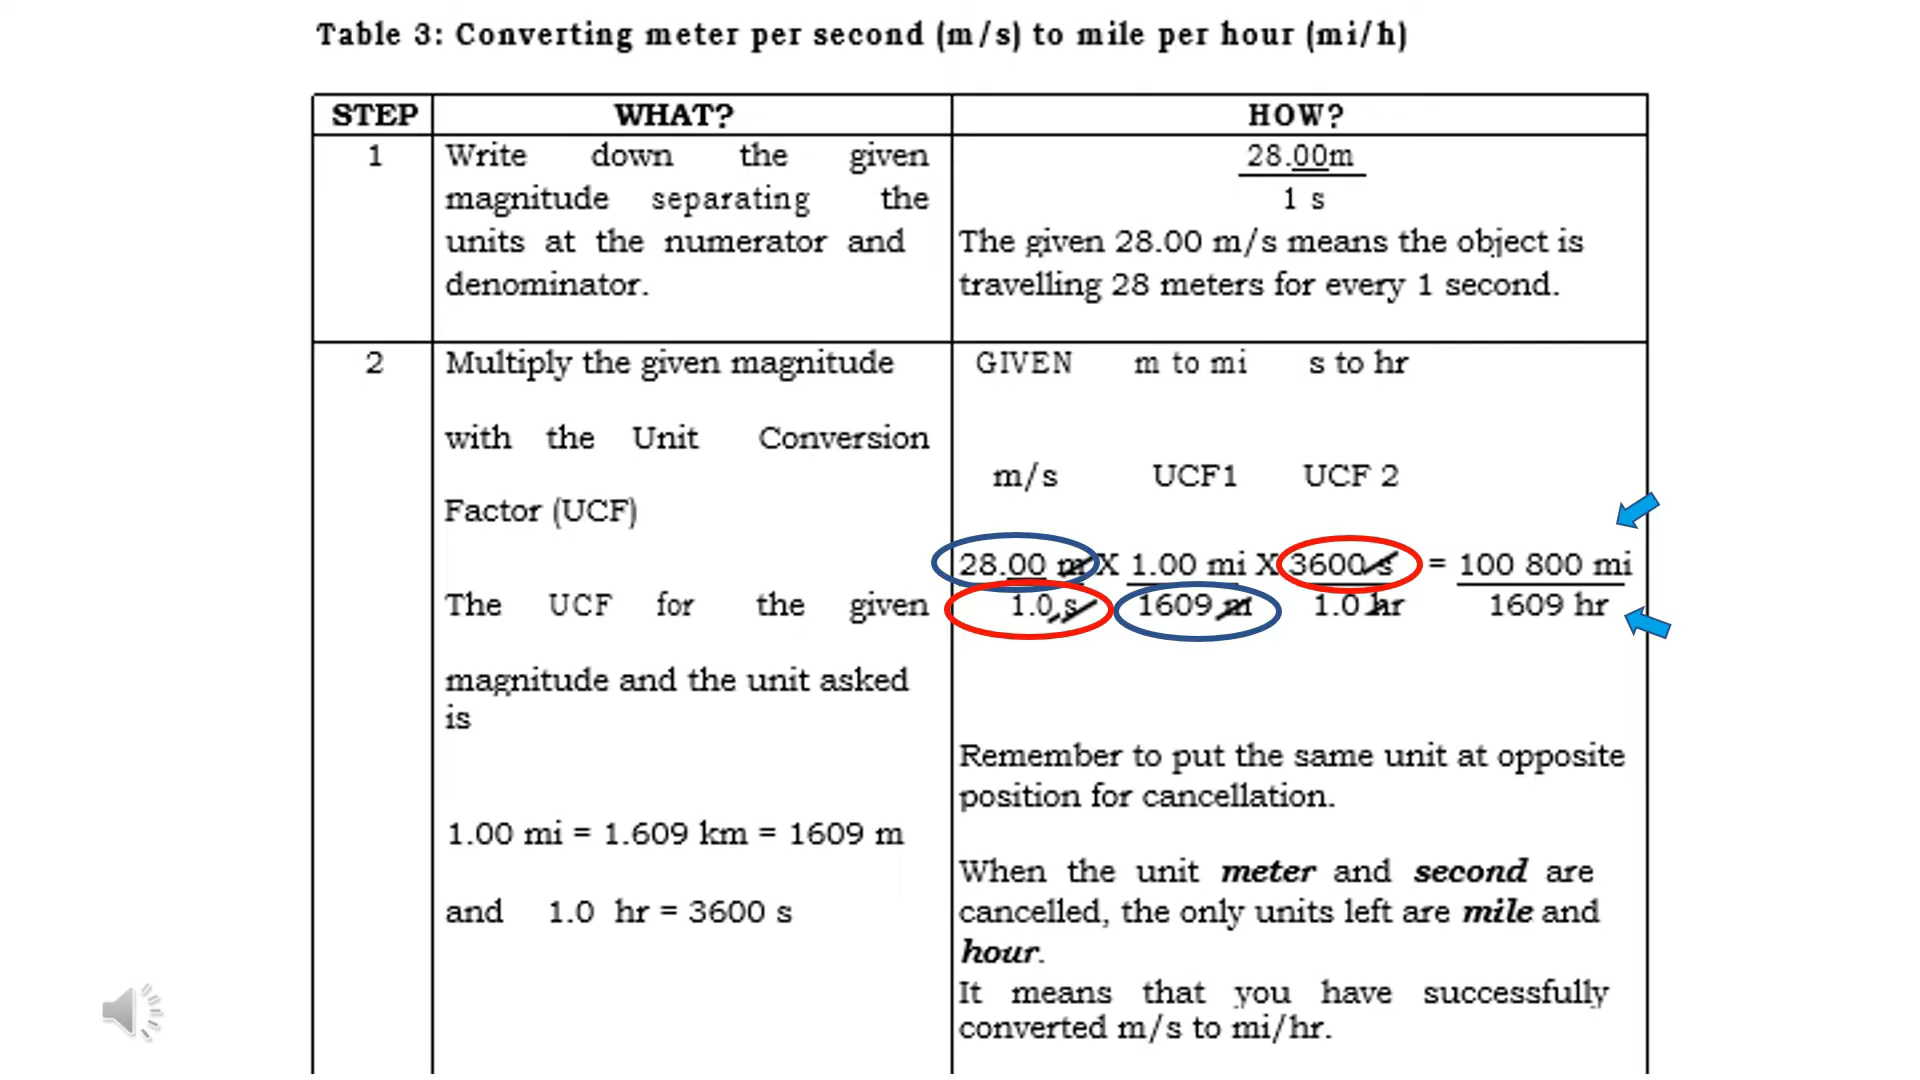 Table 3: Converting meter per second (m/s) to mile per hour (mi/h)
STEP WHAT? HOW?
1
Write down the given
magnitude separating the
units at the numerator and
denominator.
28.00m
1 s
The given 28.00 m/s means the object is
travelling 28 meters for every 1 second.
2
Multiply the given magnitude
with the Unit Conversion
Factor (UCF)
The UCF for the given
magnitude and the unit asked
is
1.00 mi = 1.609 km = 1609 m
and 1.0 hr = 3600 s
GIVEN m to mi s to hr
m/s UCF1 UCF 2
28.00 m X 1.00 mi X 3600 s = 100 800 mi
1.0 s 1609 m 1.0 hr 1609 hr
Remember to put the same unit at opposite
position for cancellation.
When the unit meter and second are
cancelled, the only units left are mile and
hour.
It means that you have successfully
converted m/s to mi/hr.